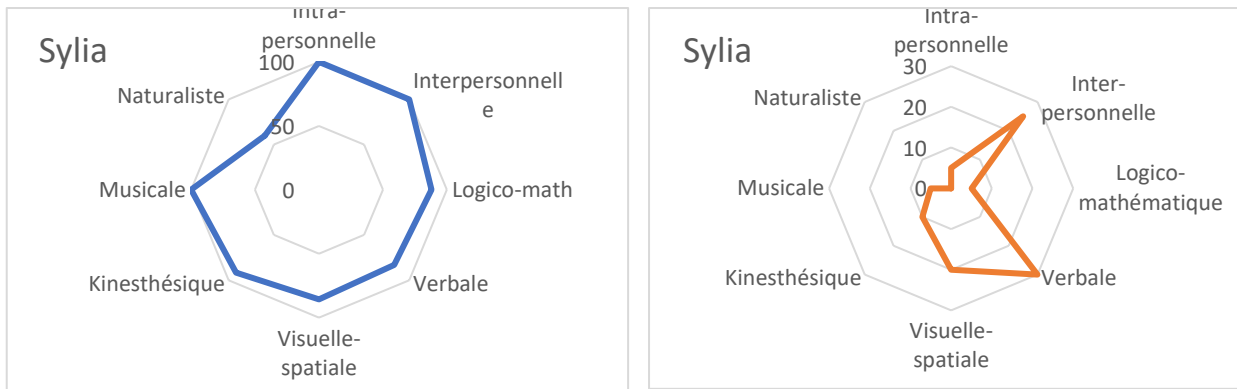 Sylia
Intra-
personnelle
100
Interpersonnell
e
Naturaliste
50
Musicale
0
Logico-math
Kinesthésique
Verbale
Visuelle-
spatiale
Sylia
Intra-
personnelle
30
Inter-
personnelle
Naturaliste
20
10
Musicale
0
Logico-
mathématique
Kinesthésique
Verbale
Visuelle-
spatiale